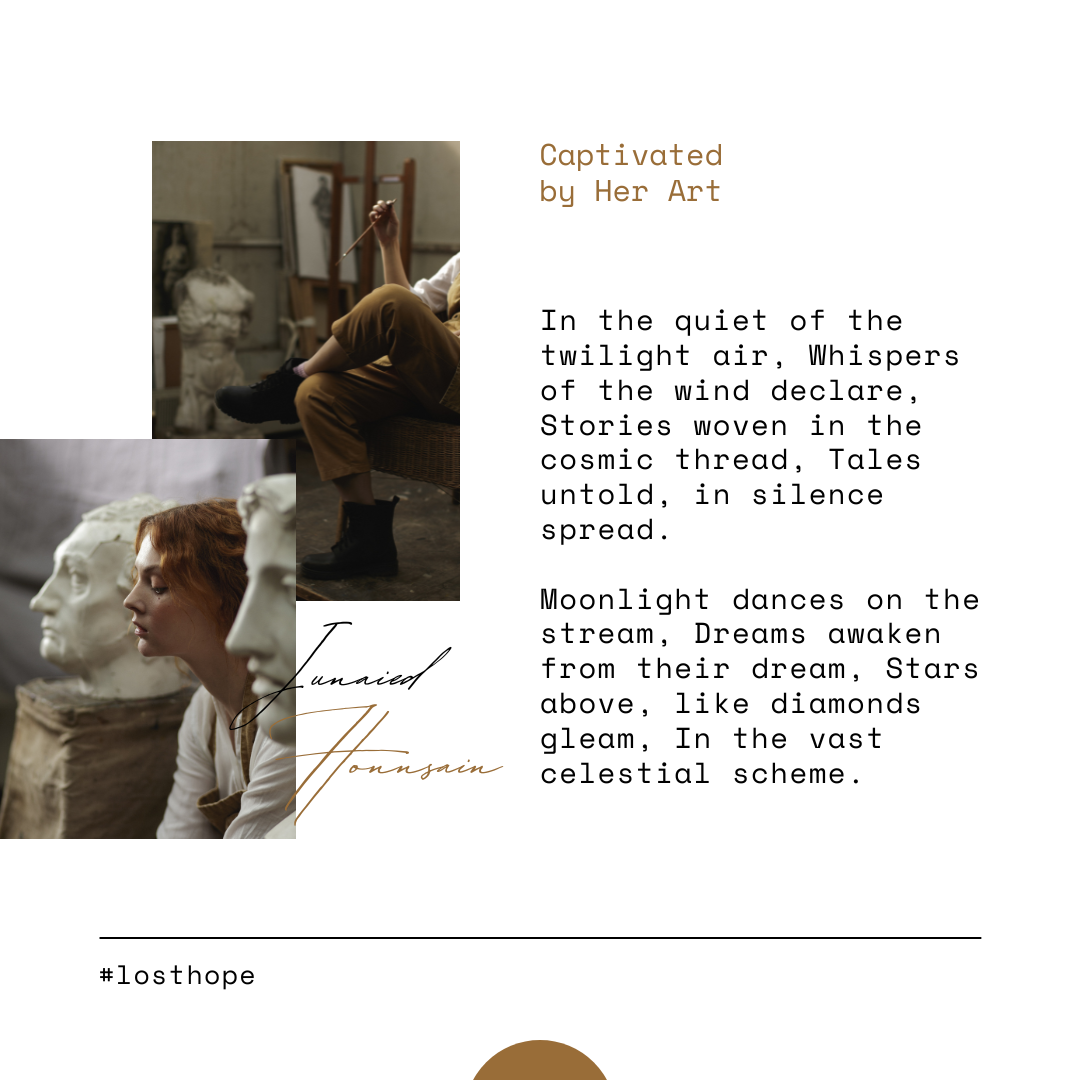 Captivated
by Her Art
In the quiet of the
twilight air, Whispers
of the wind declare,
Stories woven in the
cosmic thread, Tales
untold, in silence
spread.
Moonlight dances on the
stream, Dreams awaken
from their dream, Stars
above, like diamonds
gleam, In the vast
celestial scheme.
Junaied
Honnsain
#losthope